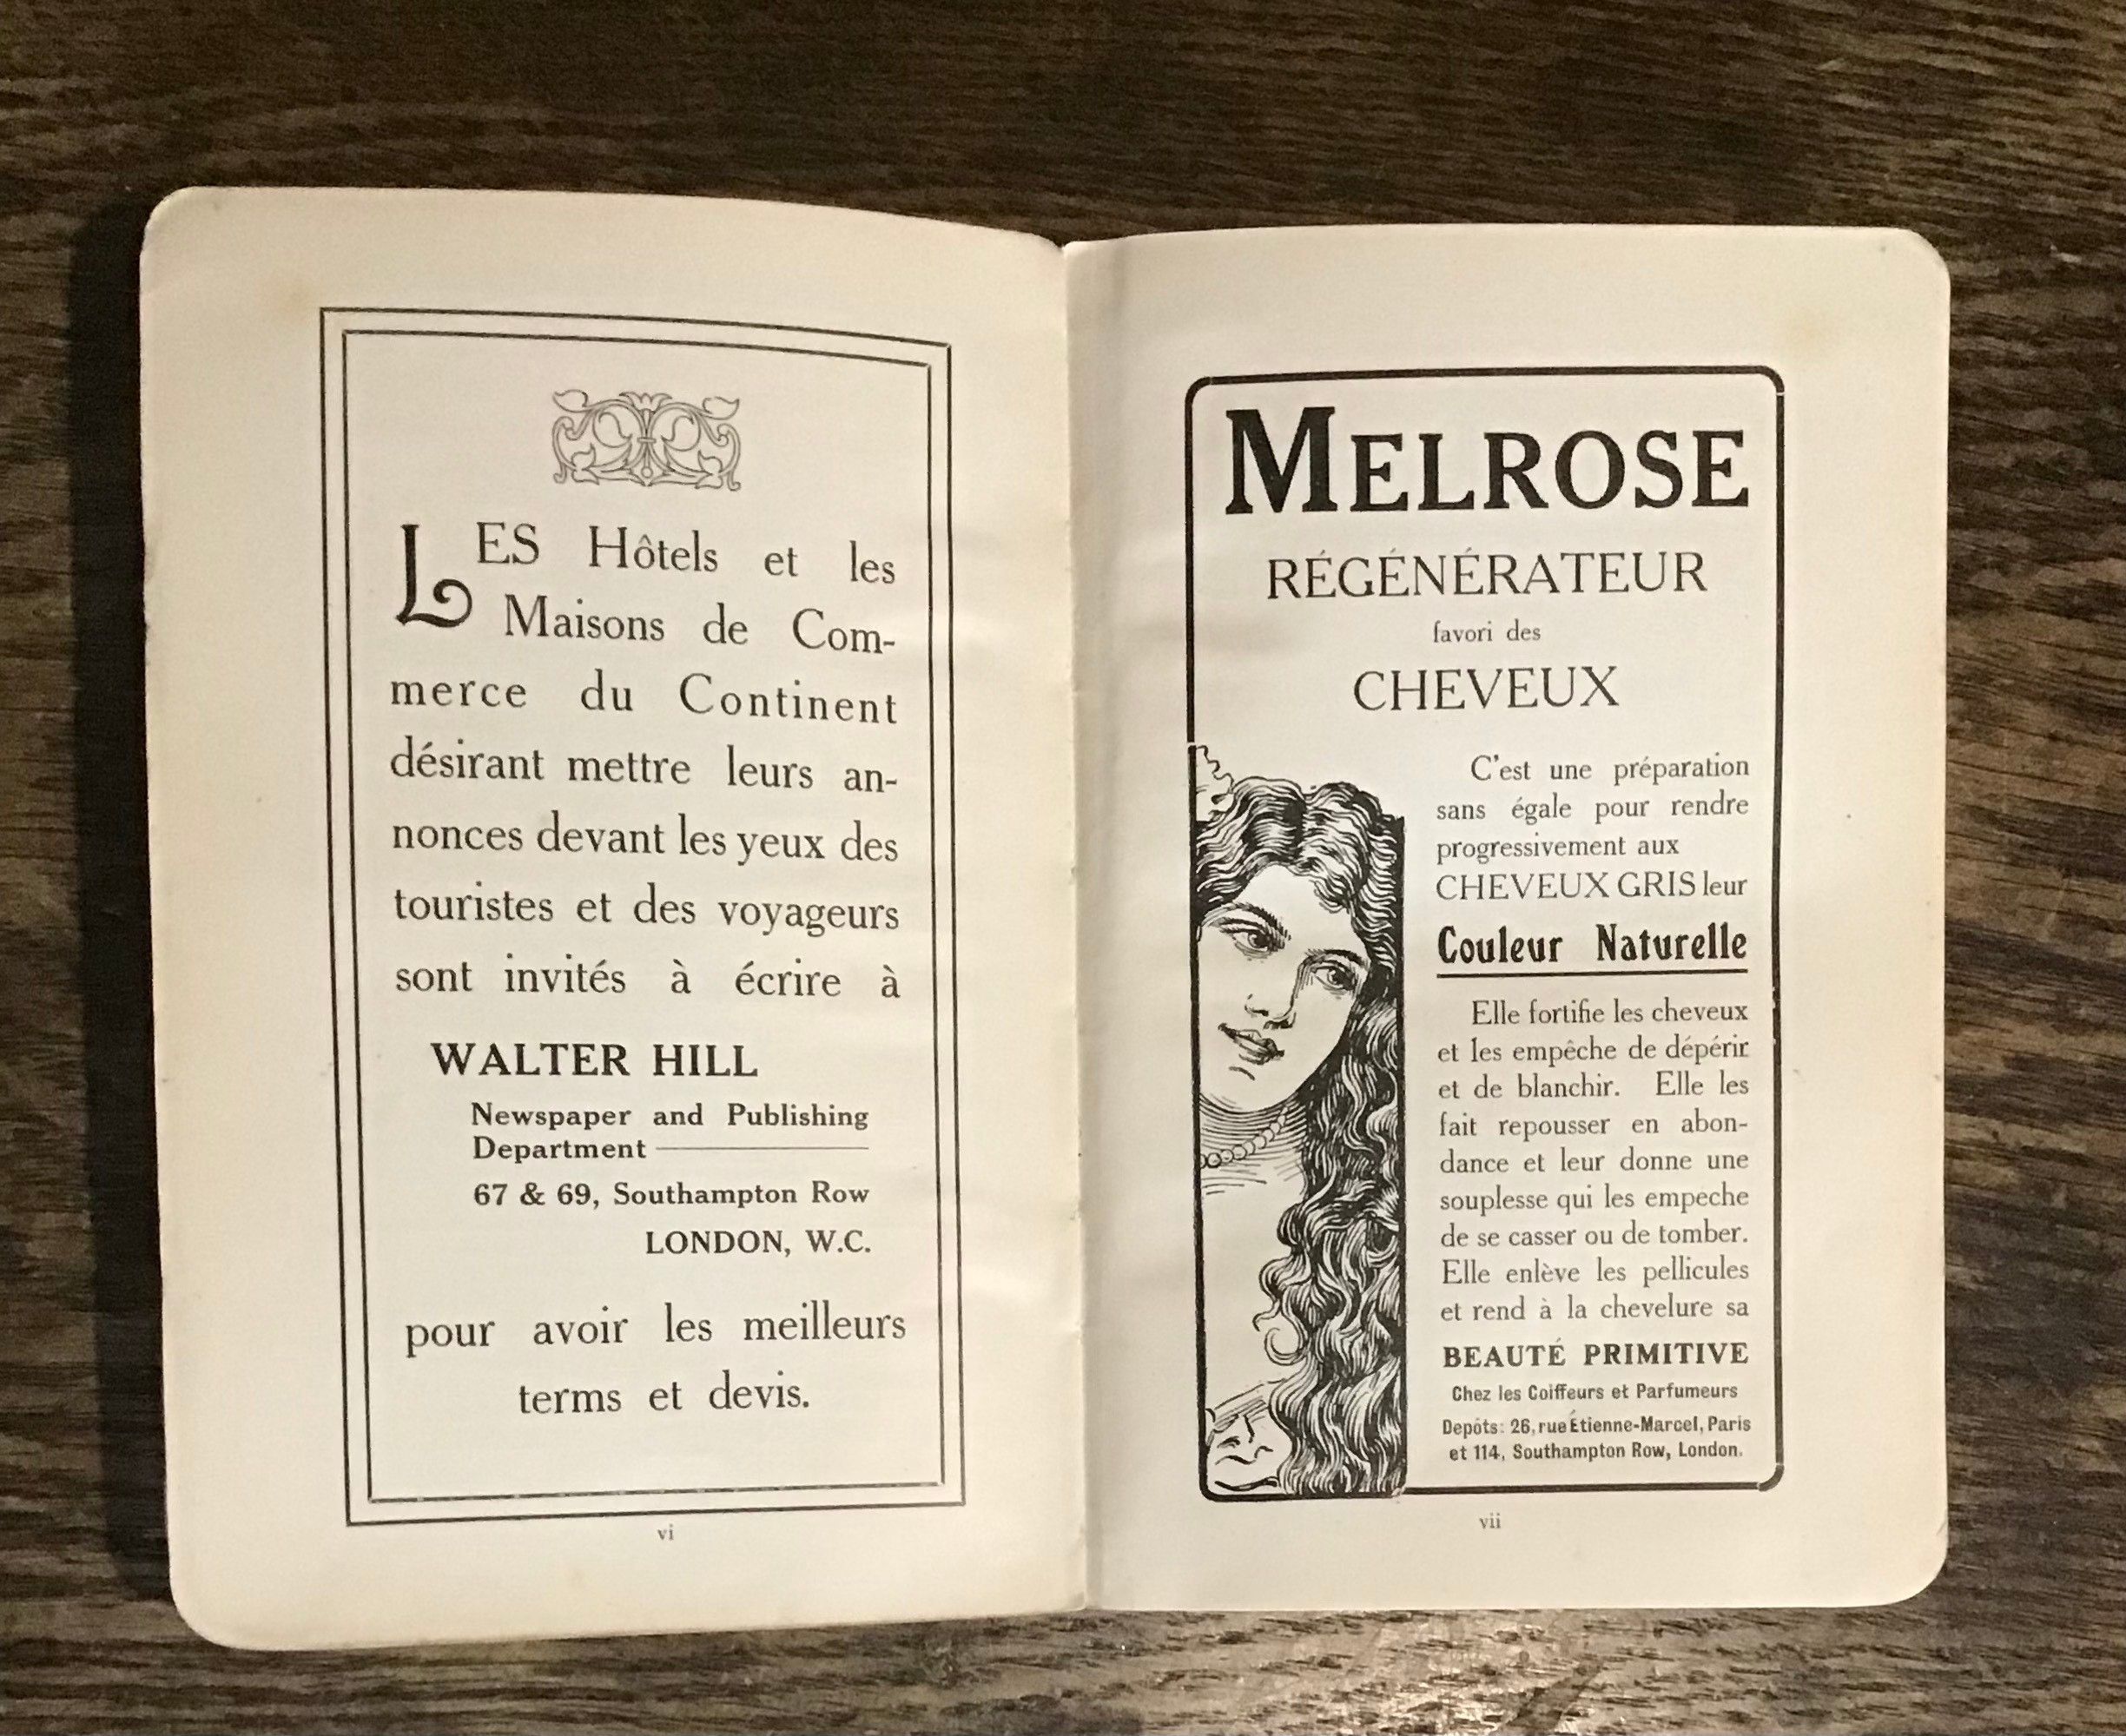 LES Hôtels et les
Maisons de Com-
merce du Continent
désirant mettre leurs an-
nonces devant les yeux des
touristes et des voyageurs
sont invités à écrire à
WALTER HILL
Newspaper and Publishing
Department
67 & 69, Southampton Row
LONDON, W.C.
pour avoir les meilleurs
terms et devis.
vi
MELROSE
RÉGÉNÉRATEUR
favori des
CHEVEUX
C'est une préparation
sans égale pour rendre
progressivement aux
CHEVEUX GRIS leur
Couleur Naturelle
Elle fortifie les cheveux
et les empêche de dépérir
et de blanchir. Elle les
fait repousser en abon-
dance et leur donne une
souplesse qui les empeche
de se casser ou de tomber.
Elle enlève les pellicules
et rend à la chevelure sa
BEAUTÉ PRIMITIVE
Chez les Coiffeurs et Parfumeurs
Depôts: 26, rue Étienne-Marcel, Paris
et 114, Southampton Row, London.
vii